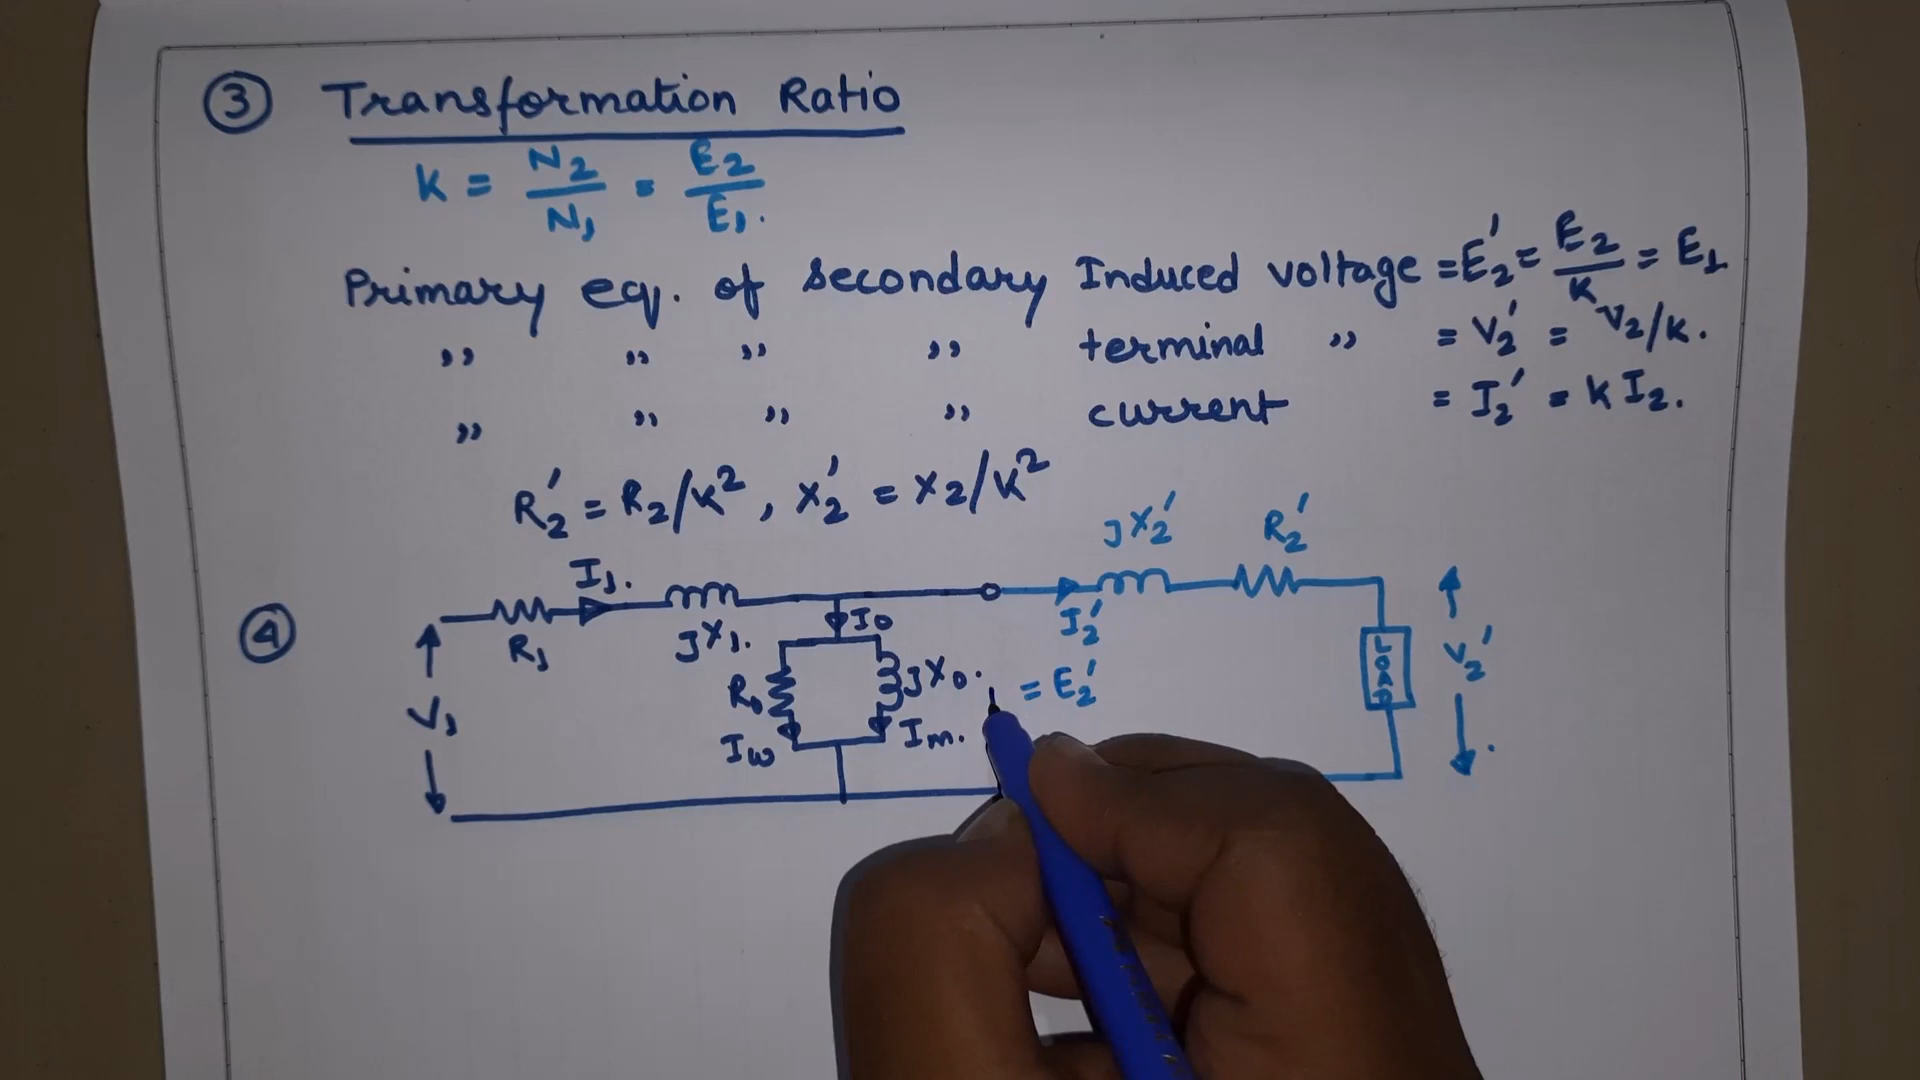 ③ Transformation Ratio
K = N2/N1 = E2/E1.
Primary eq. of secondary Induced voltage = E2' = E2/K = E1
" " " " terminal " = V2' = V2/K.
" " " " current = I2' = K I2.
R2' = R2/K², X2' = X2/K²
④
I1.
R1
JX1.
V1
I0
R0
JX0.
Iw
Im.
= E2'
I2'
JX2'
R2'
LOAD
V2'